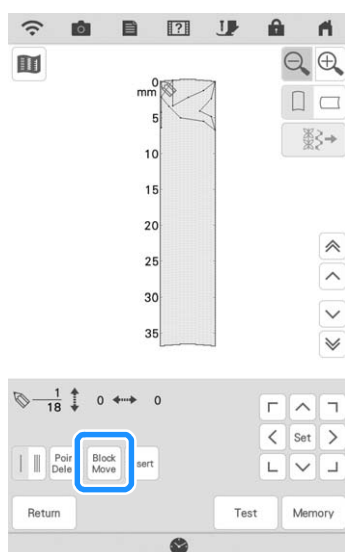 0
mm
5
10
15
20
25
30
35
1
18 0 0
Set
Poin
Dele
Block
Move
sert
Return
Test
Memory